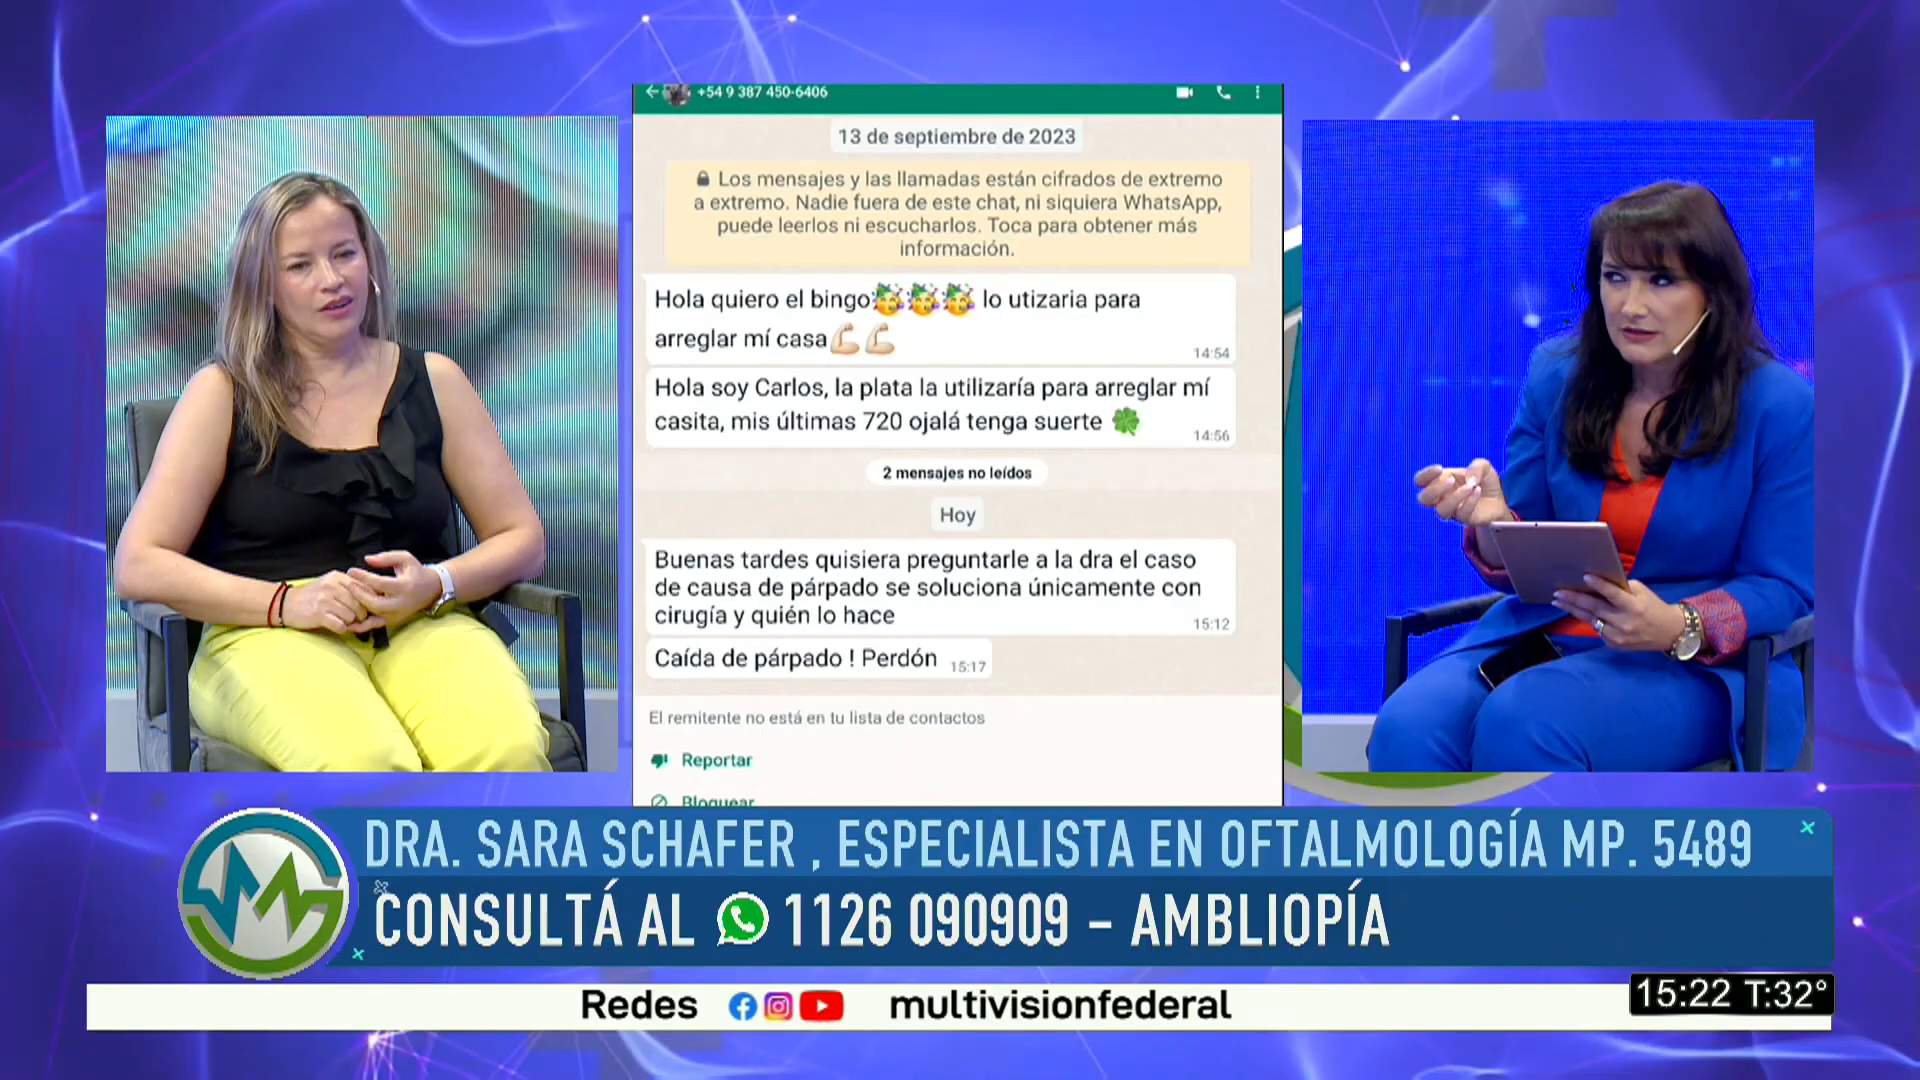 +54 9 387 450-6406
13 de septiembre de 2023
Los mensajes y las llamadas están cifrados de extremo
a extremo. Nadie fuera de este chat, ni siquiera WhatsApp,
puede leerlos ni escucharlos. Toca para obtener más
información.
Hola quiero el bingo🥳🥳🥳 lo utizaria para
arreglar mí casa💪🏻💪🏻
14:54
Hola soy Carlos, la plata la utilizaría para arreglar mí
casita, mis últimas 720 ojalá tenga suerte 🍀
14:56
2 mensajes no leídos
Hoy
Buenas tardes quisiera preguntarle a la dra el caso
de causa de párpado se soluciona únicamente con
cirugía y quién lo hace
15:12
Caída de párpado ! Perdón 15:17
El remitente no está en tu lista de contactos
Reportar
Bloquear
DRA. SARA SCHAFER , ESPECIALISTA EN OFTALMOLOGÍA MP. 5489
CONSULTÁ AL 1126 090909 - AMBLIOPÍA
Redes multivisionfederal
15:22 T:32°